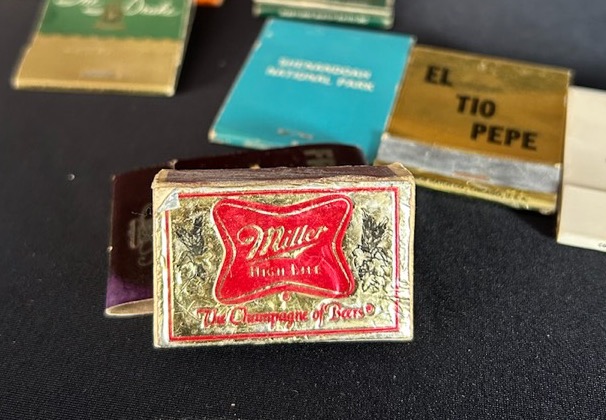 SHENANDOAH
NATIONAL PARK
EL
TIO
PEPE
Miller
HIGH LIFE
The Champagne of Beers®